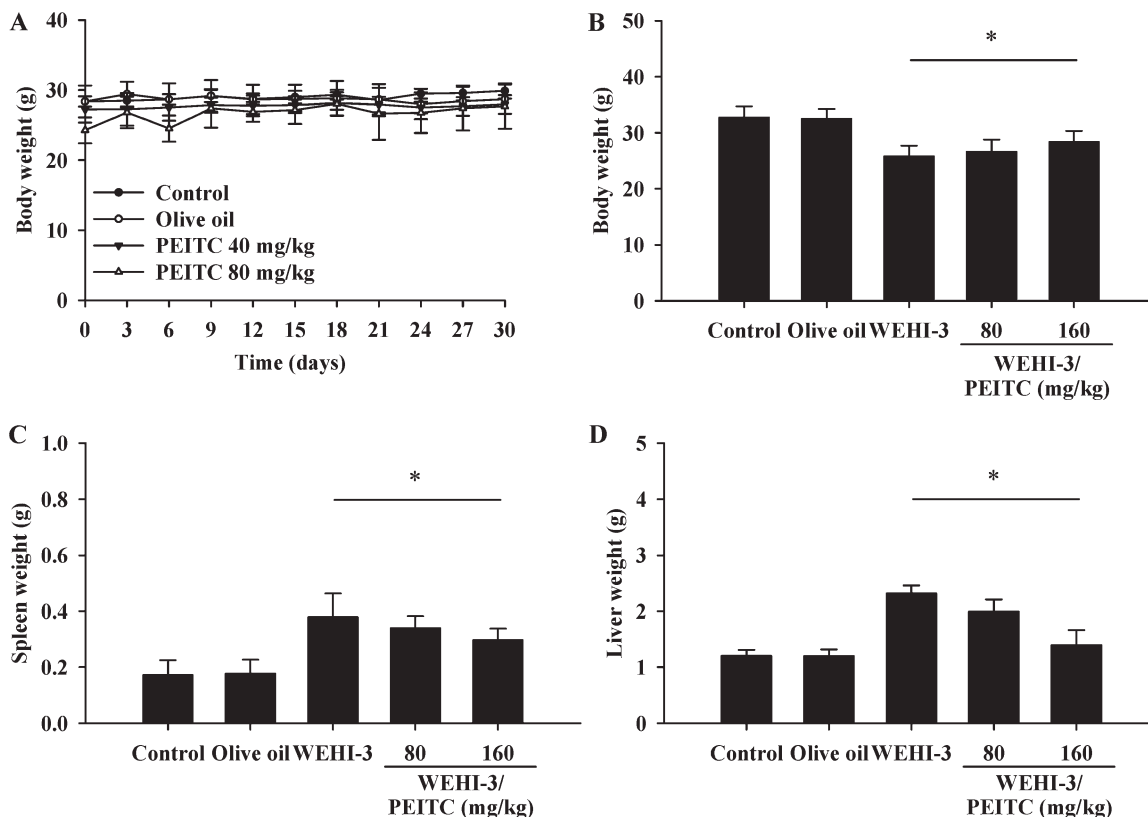 A
Body weight (g)
40
30
20
10
0
Control
Olive oil
PEITC 40 mg/kg
PEITC 80 mg/kg
0 3 6 9 12 15 18 21 24 27 30
Time (days)
B
Body weight (g)
50
40
30
20
10
0
*
Control Olive oil WEHI-3 80 160
WEHI-3/
PEITC (mg/kg)
C
Spleen weight (g)
1.0
0.8
0.6
0.4
0.2
0.0
*
Control Olive oil WEHI-3 80 160
WEHI-3/
PEITC (mg/kg)
D
Liver weight (g)
5
4
3
2
1
0
*
Control Olive oil WEHI-3 80 160
WEHI-3/
PEITC (mg/kg)